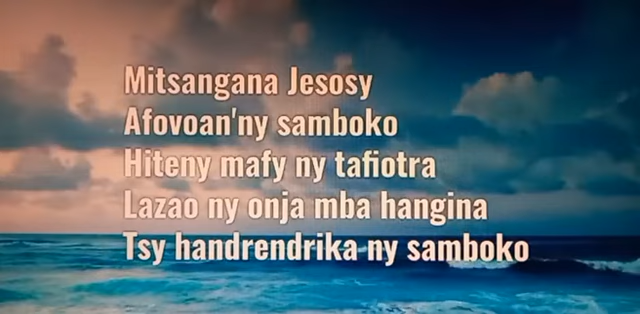 Mitsangana Jesosy
Afovoan'ny samboko
Hiteny mafy ny tafiotra
Lazao ny onja mba hangina
Tsy handrendrika ny samboko